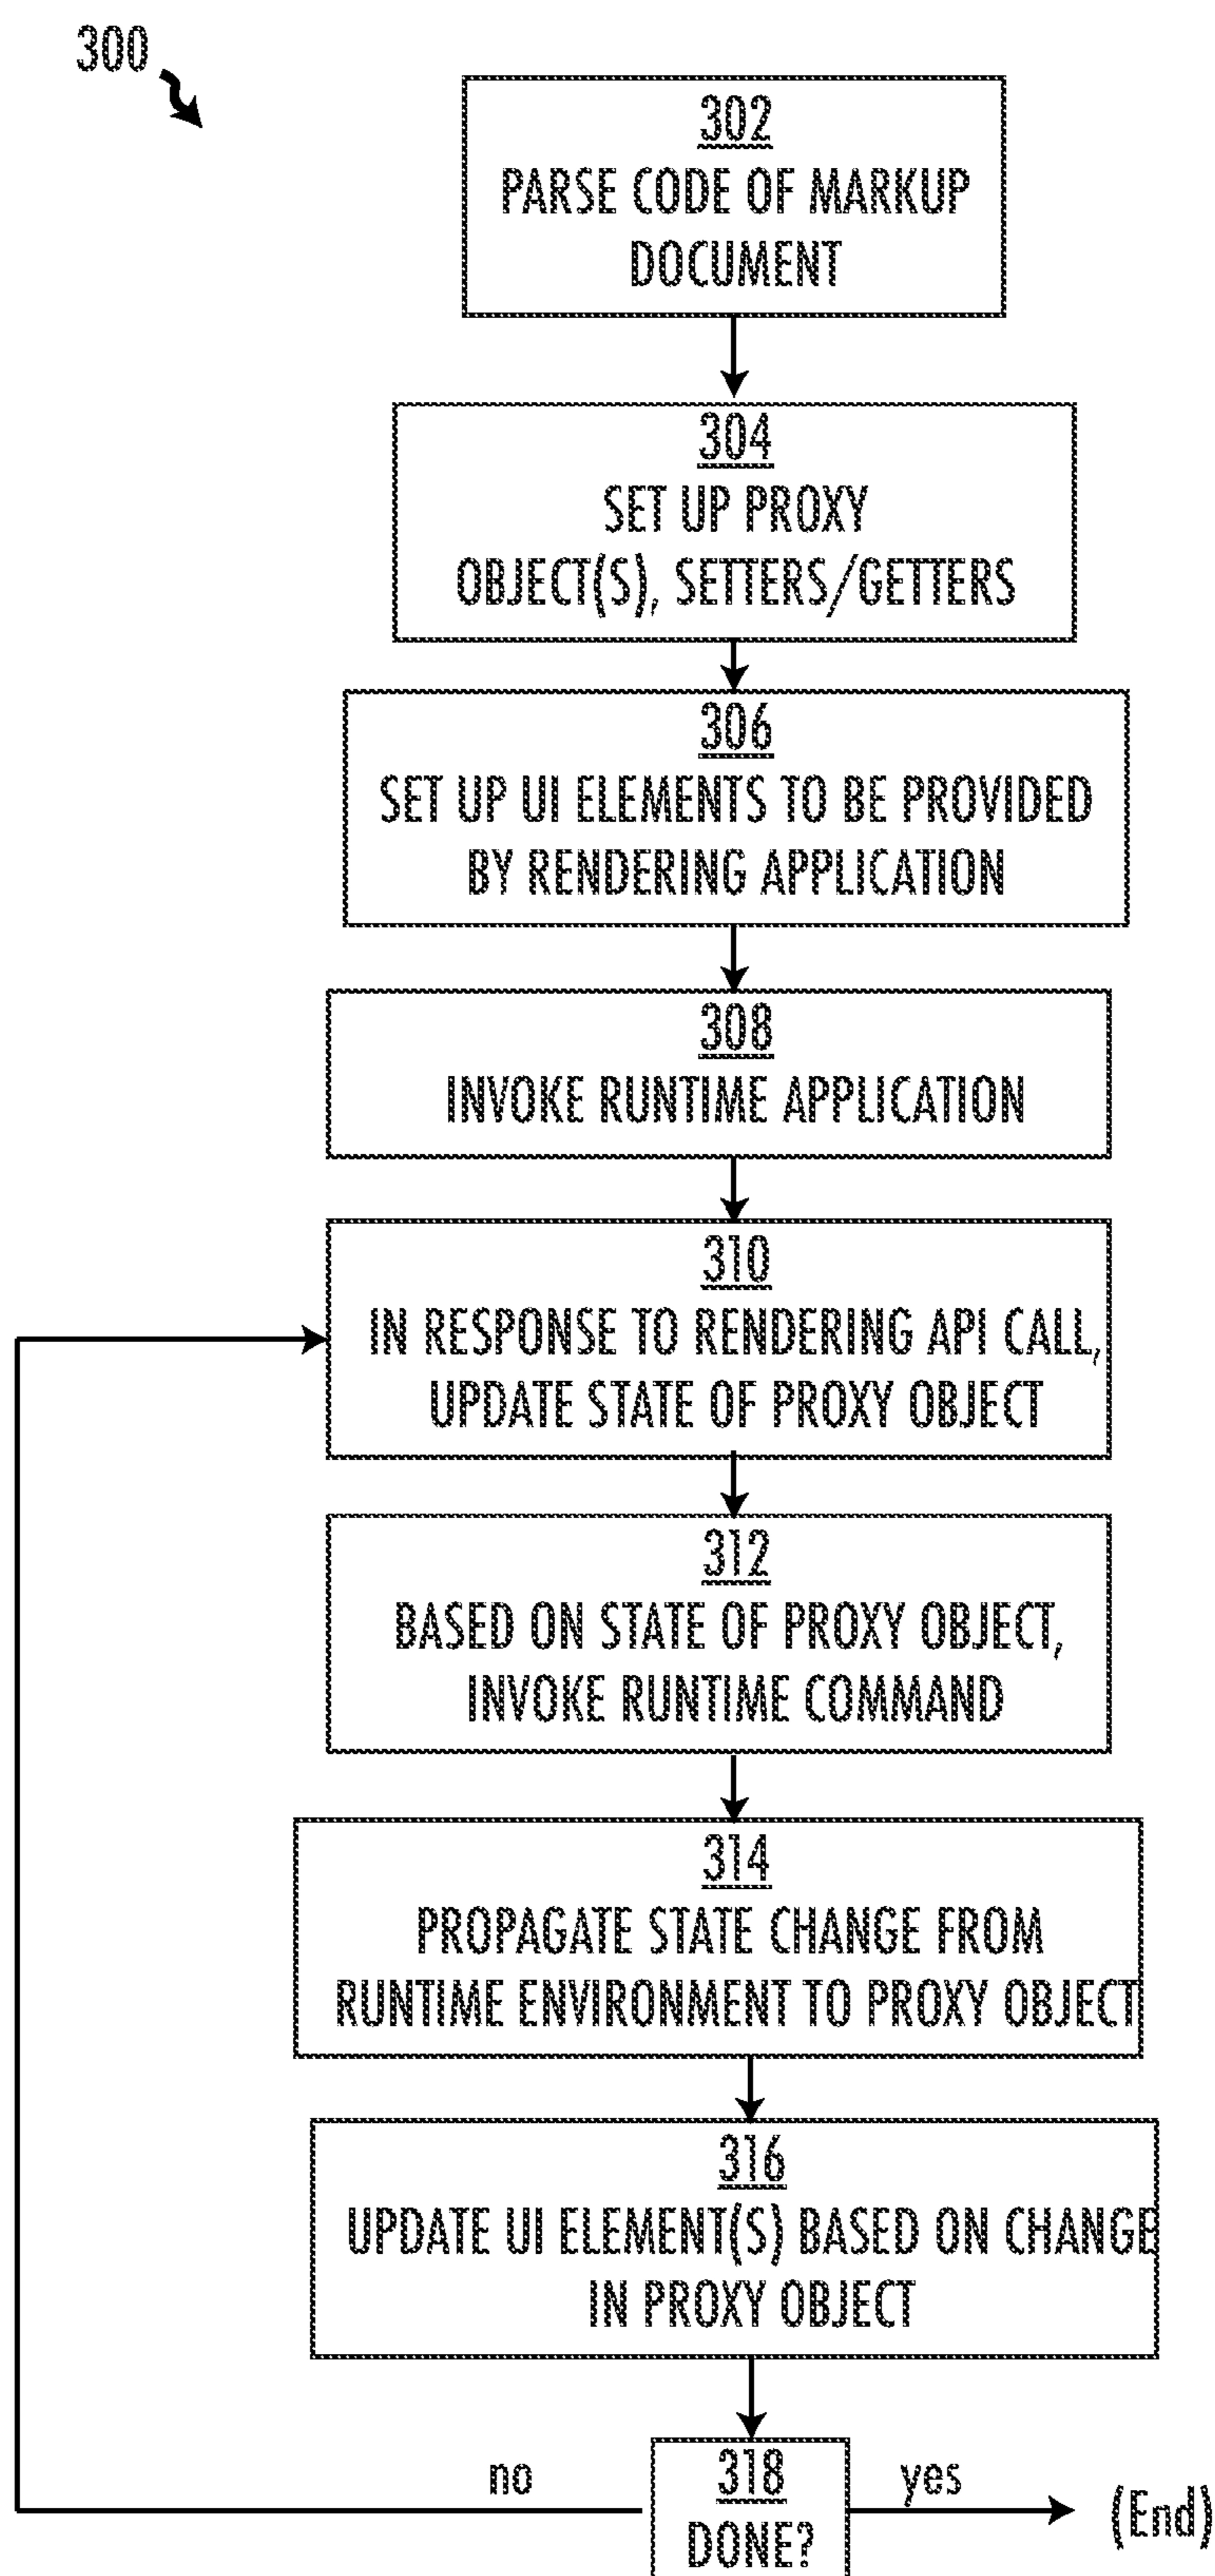 300
302
PARSE CODE OF MARKUP
DOCUMENT
304
SET UP PROXY
OBJECT(S), SETTERS/GETTERS
306
SET UP UI ELEMENTS TO BE PROVIDED
BY RENDERING APPLICATION
308
INVOKE RUNTIME APPLICATION
310
IN RESPONSE TO RENDERING API CALL,
UPDATE STATE OF PROXY OBJECT
312
BASED ON STATE OF PROXY OBJECT,
INVOKE RUNTIME COMMAND
314
PROPAGATE STATE CHANGE FROM
RUNTIME ENVIRONMENT TO PROXY OBJECT
316
UPDATE UI ELEMENT(S) BASED ON CHANGE
IN PROXY OBJECT
no
318
DONE?
yes
(End)